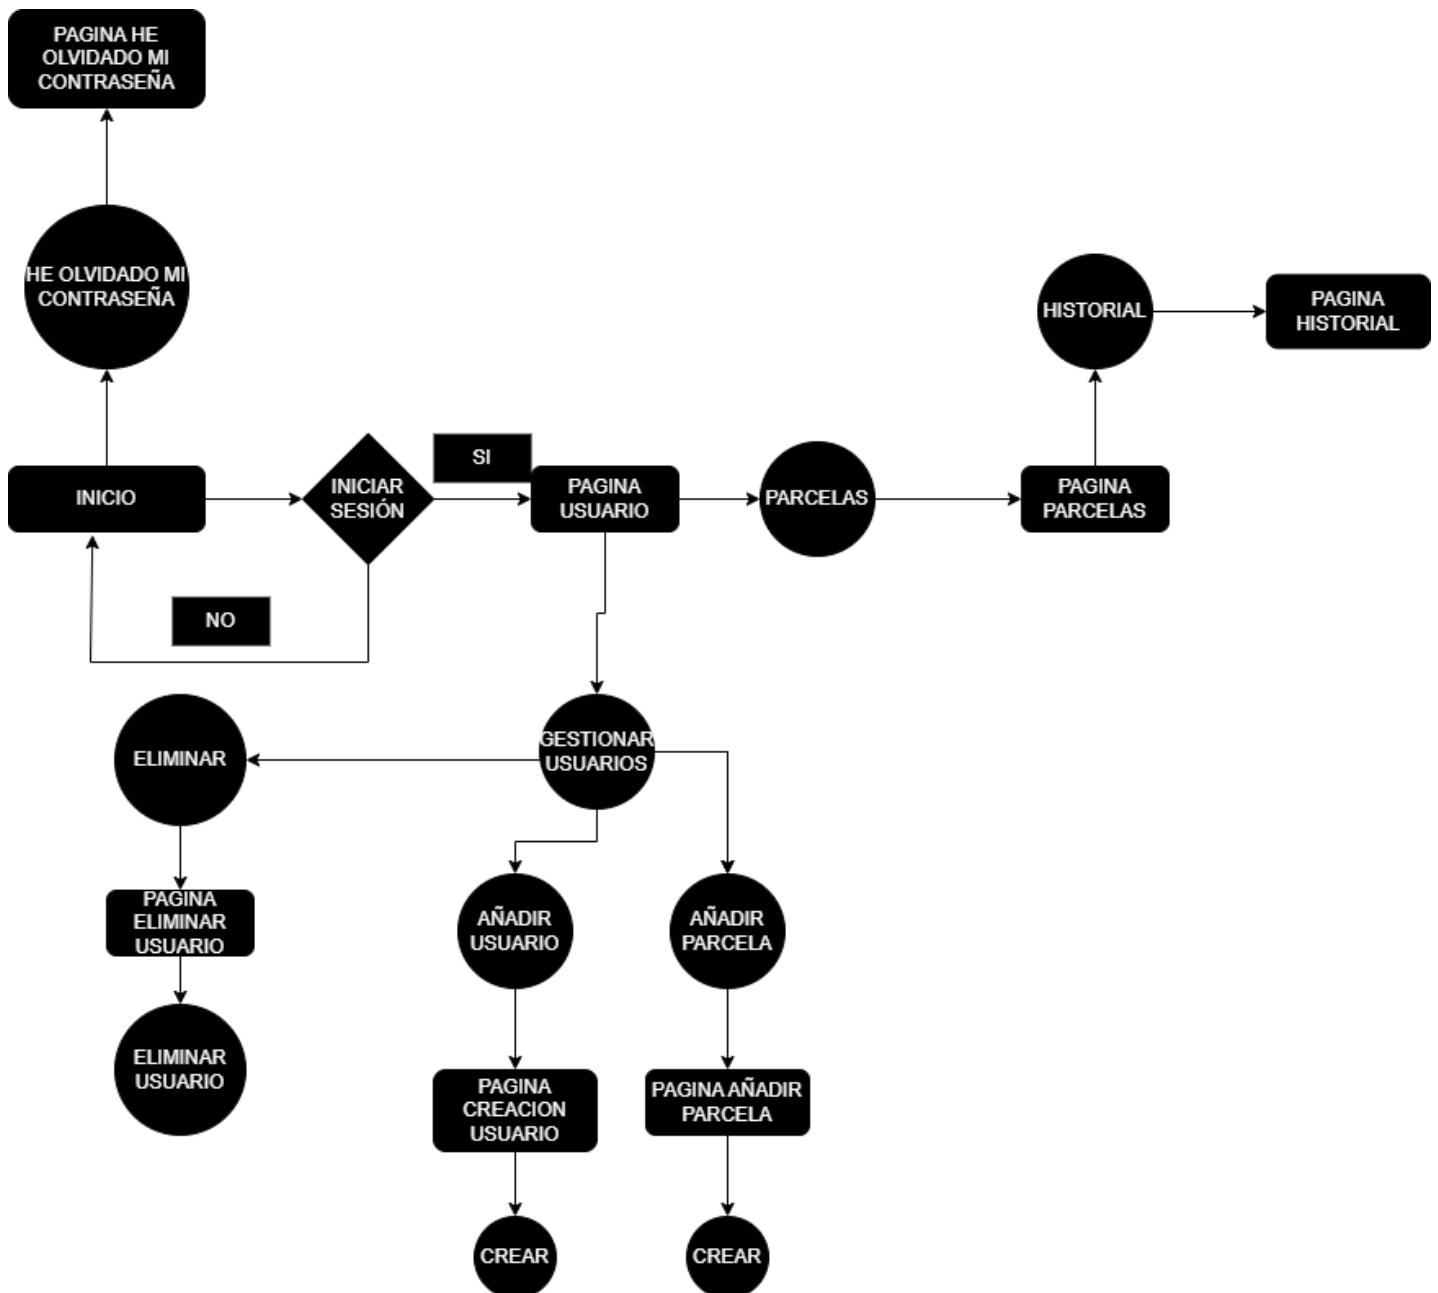 PAGINA HE
OLVIDADO MI
CONTRASEÑA
HE OLVIDADO MI
CONTRASEÑA
HISTORIAL
PAGINA
HISTORIAL
INICIO
INICIAR
SESIÓN
SI
PAGINA
USUARIO
PARCELAS
PAGINA
PARCELAS
NO
ELIMINAR
GESTIONAR
USUARIOS
PAGINA
ELIMINAR
USUARIO
AÑADIR
USUARIO
AÑADIR
PARCELA
ELIMINAR
USUARIO
PAGINA
CREACION
USUARIO
PAGINA AÑADIR
PARCELA
CREAR
CREAR